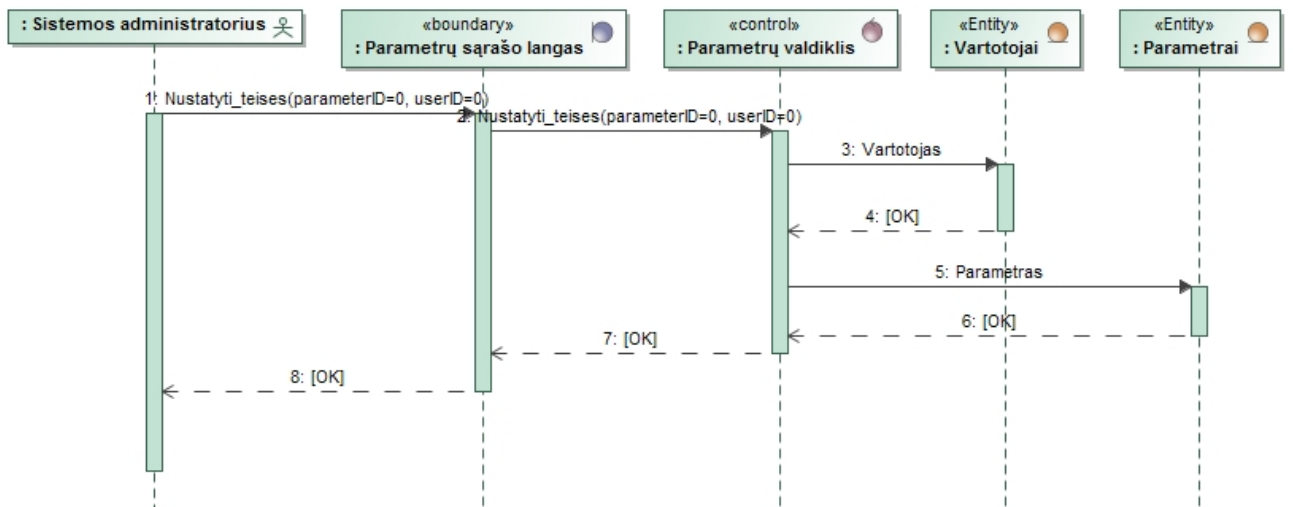 : Sistemos administratorius
«boundary»
: Parametrų sąrašo langas
«control»
: Parametrų valdiklis
«Entity»
: Vartotojai
«Entity»
: Parametrai
1: Nustatyti_teises(parameterID=0, userID=0)
2: Nustatyti_teises(parameterID=0, userID=0)
3: Vartotojas
4: [OK]
5: Parametras
6: [OK]
7: [OK]
8: [OK]